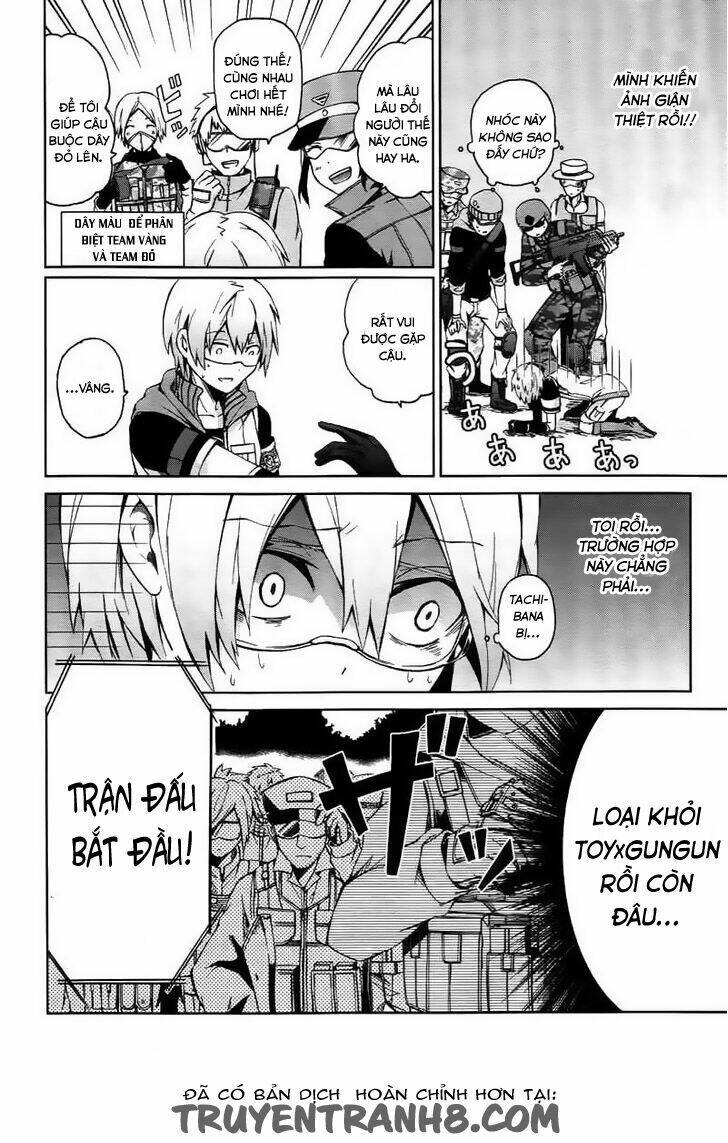 MÌNH KHIẾN
ẢNH GIẬN
THIỆT RỒI!!
NHÓC NÀY
KHÔNG SAO
ĐẤY CHỨ?
あ
あ
あ
あっ
MÀ LÂU
LÂU ĐỔI
NGƯỜI THẾ
NÀY CŨNG
HAY HA.
ĐÚNG THẾ!
CÙNG NHAU
CHƠI HẾT
MÌNH NHÉ!
ĐỂ TÔI
GIÚP CẬU
BUỘC DÂY
ĐỎ LÊN.
ビ
ド
DÂY MÀU ĐỂ PHÂN
BIỆT TEAM VÀNG
VÀ TEAM ĐỎ
RẤT VUI
ĐƯỢC GẶP
CẬU.
...VÂNG.
TOI RỒI...
TRƯỜNG HỢP
NÀY CHẲNG
PHẢI...
TACHI-
BANA
BỊ...
LOẠI KHỎI
TOYxGUNGUN
RỒI CÒN
ĐÂU...
TRẬN ĐẤU
BẮT ĐẦU!
ĐÃ CÓ BẢN DỊCH HOÀN CHỈNH HƠN TẠI:
TRUYENTRANH8.COM